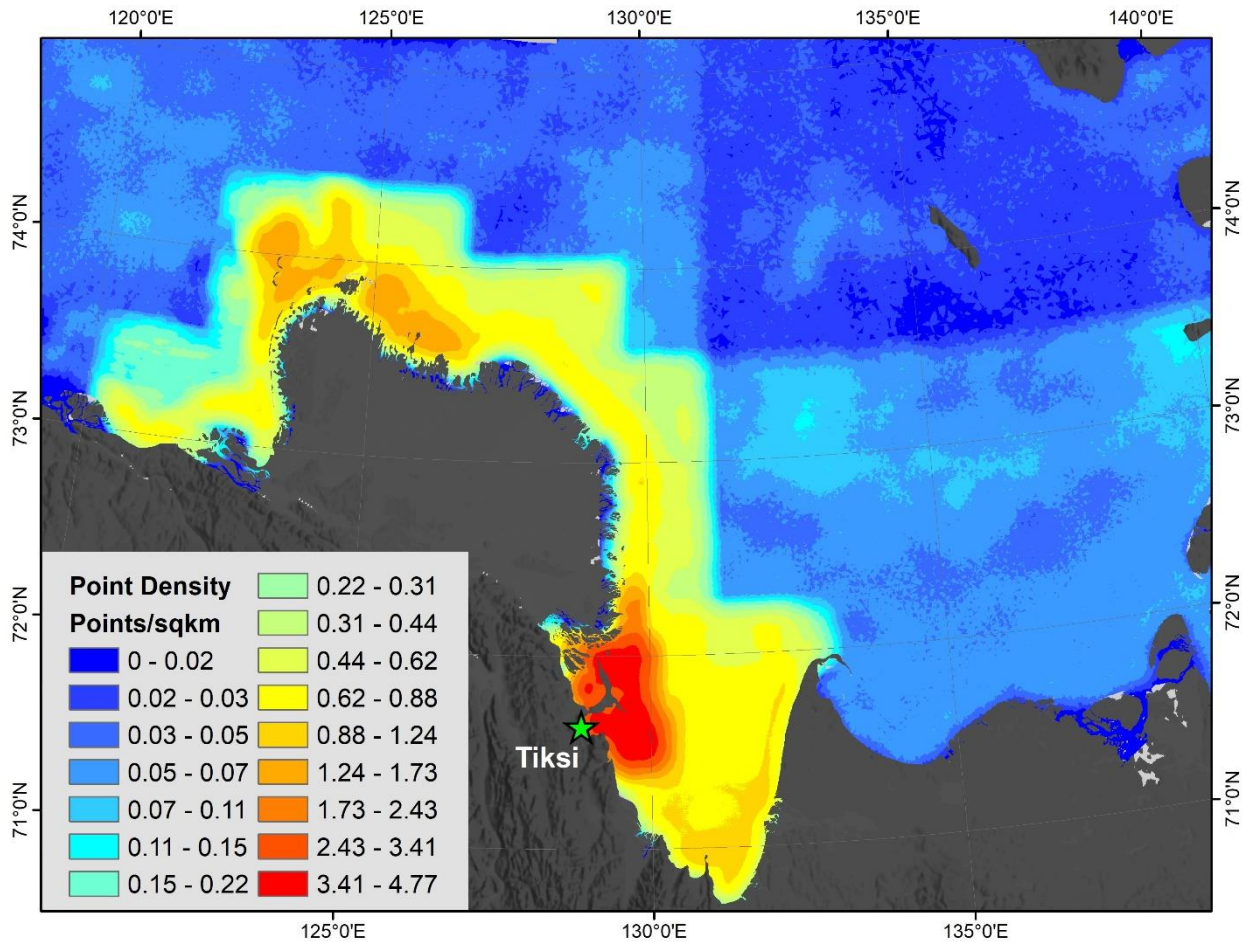 120°0'E 125°0'E 130°0'E 135°0'E 140°0'E
74°0'N 74°0'N
73°0'N 73°0'N
72°0'N 72°0'N
71°0'N 71°0'N
Tiksi
Point Density
Points/sqkm
0 - 0.02
0.02 - 0.03
0.03 - 0.05
0.05 - 0.07
0.07 - 0.11
0.11 - 0.15
0.15 - 0.22
0.22 - 0.31
0.31 - 0.44
0.44 - 0.62
0.62 - 0.88
0.88 - 1.24
1.24 - 1.73
1.73 - 2.43
2.43 - 3.41
3.41 - 4.77
125°0'E 130°0'E 135°0'E